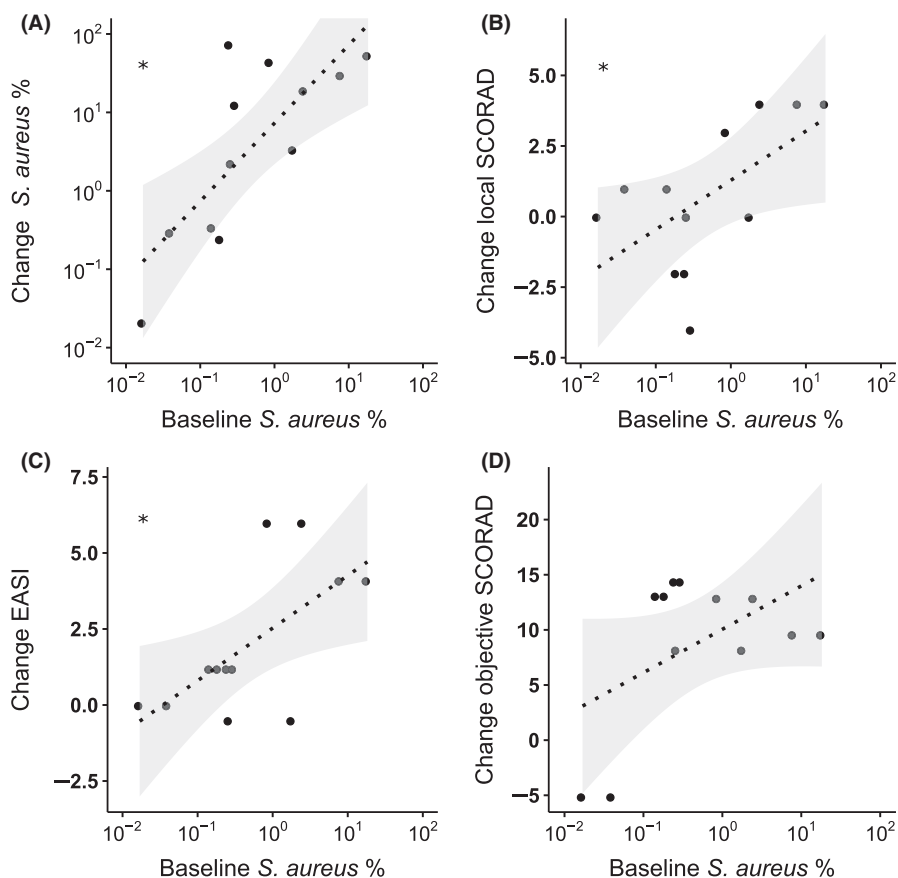 (A)
*
Change S. aureus %
10²
10¹
10⁰
10⁻¹
10⁻²
10⁻² 10⁻¹ 10⁰ 10¹ 10²
Baseline S. aureus %
(B)
*
Change local SCORAD
5.0
2.5
0.0
−2.5
−5.0
10⁻² 10⁻¹ 10⁰ 10¹ 10²
Baseline S. aureus %
(C)
*
Change EASI
7.5
5.0
2.5
0.0
−2.5
10⁻² 10⁻¹ 10⁰ 10¹ 10²
Baseline S. aureus %
(D)
Change objective SCORAD
20
15
10
5
0
−5
10⁻² 10⁻¹ 10⁰ 10¹ 10²
Baseline S. aureus %